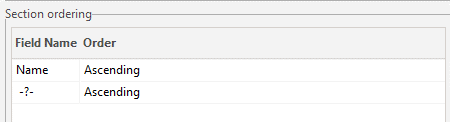 Section ordering
Field Name Order
Name Ascending
-?- Ascending